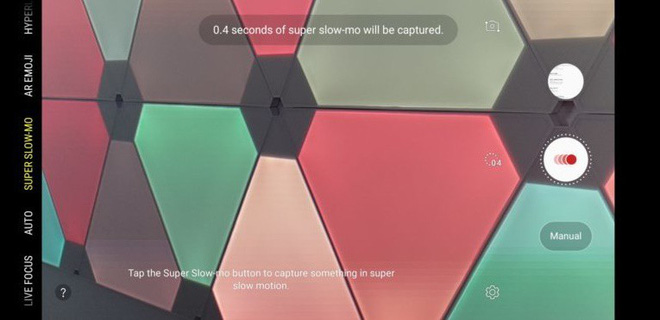 0.4 seconds of super slow-mo will be captured.
HYPERL
AR EMOJI
SUPER SLOW-MO
AUTO
LIVE FOCUS
04
Manual
Tap the Super Slow-mo button to capture something in super
slow motion.
?